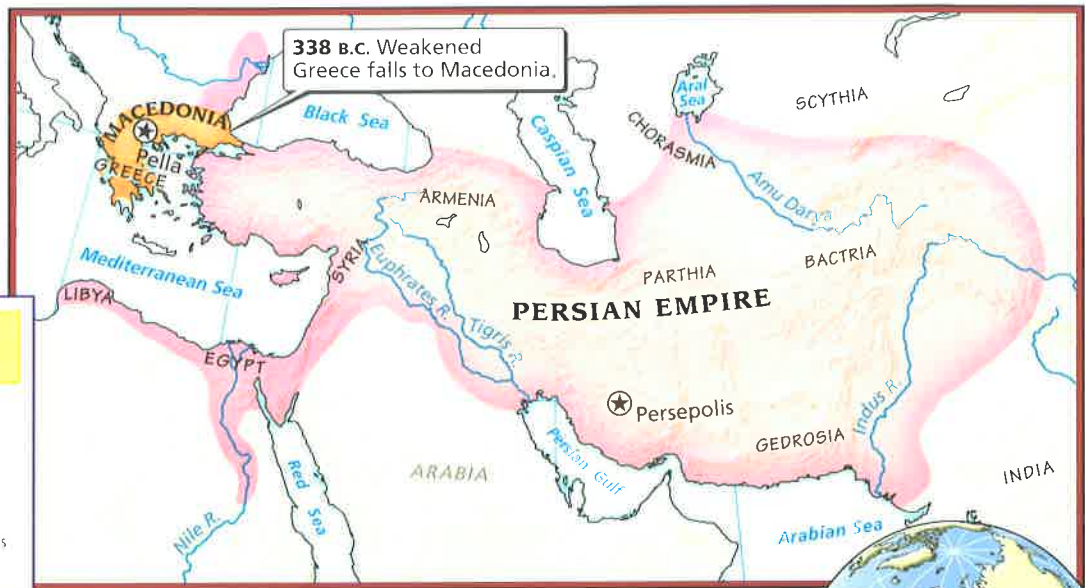 338 B.C. Weakened
Greece falls to Macedonia.
MACEDONIA
Pella
GREECE
Black Sea
Caspian Sea
Aral
Sea
SCYTHIA
CHORASMIA
Amu Darya
ARMENIA
BACTRIA
PARTHIA
PERSIAN EMPIRE
SYRIA
Mediterranean Sea
LIBYA
EGYPT
Euphrates R.
Tigris R.
Persepolis
GEDROSIA
Indus R.
INDIA
Persian Gulf
ARABIA
Red
Sea
Nile R.
Arabian Sea
s